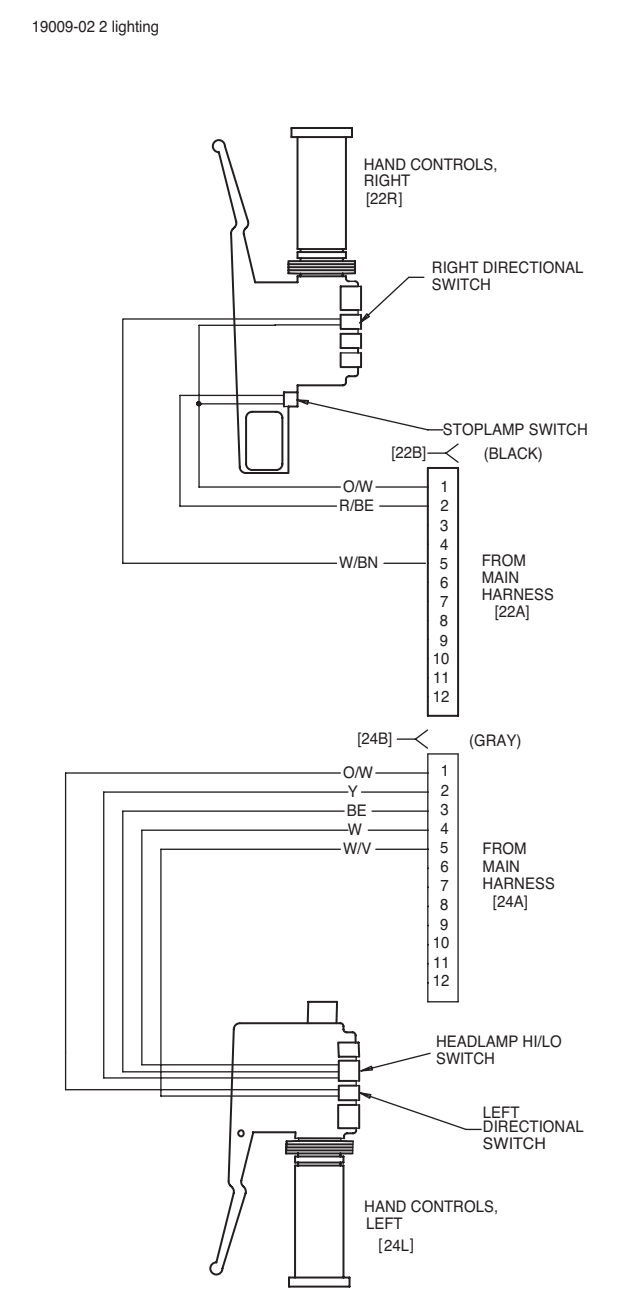 19009-02 2 lighting
HAND CONTROLS,
RIGHT
[22R]
RIGHT DIRECTIONAL
SWITCH
STOPLAMP SWITCH
[22B] (BLACK)
O/W 1
R/BE 2
3
4
W/BN 5
6
7
8
9
10
11
12
FROM
MAIN
HARNESS
[22A]
[24B] (GRAY)
O/W 1
Y 2
BE 3
W 4
W/V 5
6
7
8
9
10
11
12
FROM
MAIN
HARNESS
[24A]
HEADLAMP HI/LO
SWITCH
LEFT
DIRECTIONAL
SWITCH
HAND CONTROLS,
LEFT
[24L]